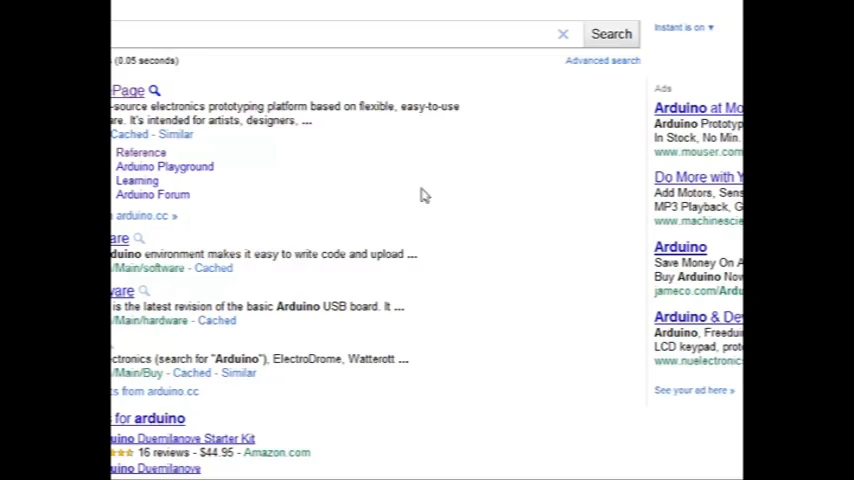 Search
Instant is on ▾
(0.05 seconds)
Advanced search
Page
-source electronics prototyping platform based on flexible, easy-to-use
re. It's intended for artists, designers, ...
Cached - Similar
Reference
Arduino Playground
Learning
Arduino Forum
arduino.cc »
are
duino environment makes it easy to write code and upload ...
/Main/software - Cached
ware
is the latest revision of the basic Arduino USB board. It ...
/Main/hardware - Cached
ctronics (search for "Arduino"), ElectroDrome, Watterott ...
/Main/Buy - Cached - Similar
ts from arduino.cc
for arduino
uino Duemilanove Starter Kit
16 reviews - $44.95 - Amazon.com
uino Duemilanove
Ads
Arduino at Mo
Arduino Prototyp
In Stock, No Min.
www.mouser.com
Do More with Y
Add Motors, Sens
MP3 Playback, G
www.machinesci
Arduino
Save Money On A
Buy Arduino Now
jameco.com/Ardu
Arduino & Dev
Arduino, Freedui
LCD keypad, prot
www.nuelectronic
See your ad here »